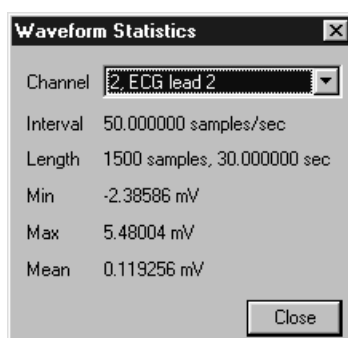 Waveform Statistics
Channel 2, ECG lead 2
Interval 50.000000 samples/sec
Length 1500 samples, 30.000000 sec
Min -2.38586 mV
Max 5.48004 mV
Mean 0.119256 mV
Close